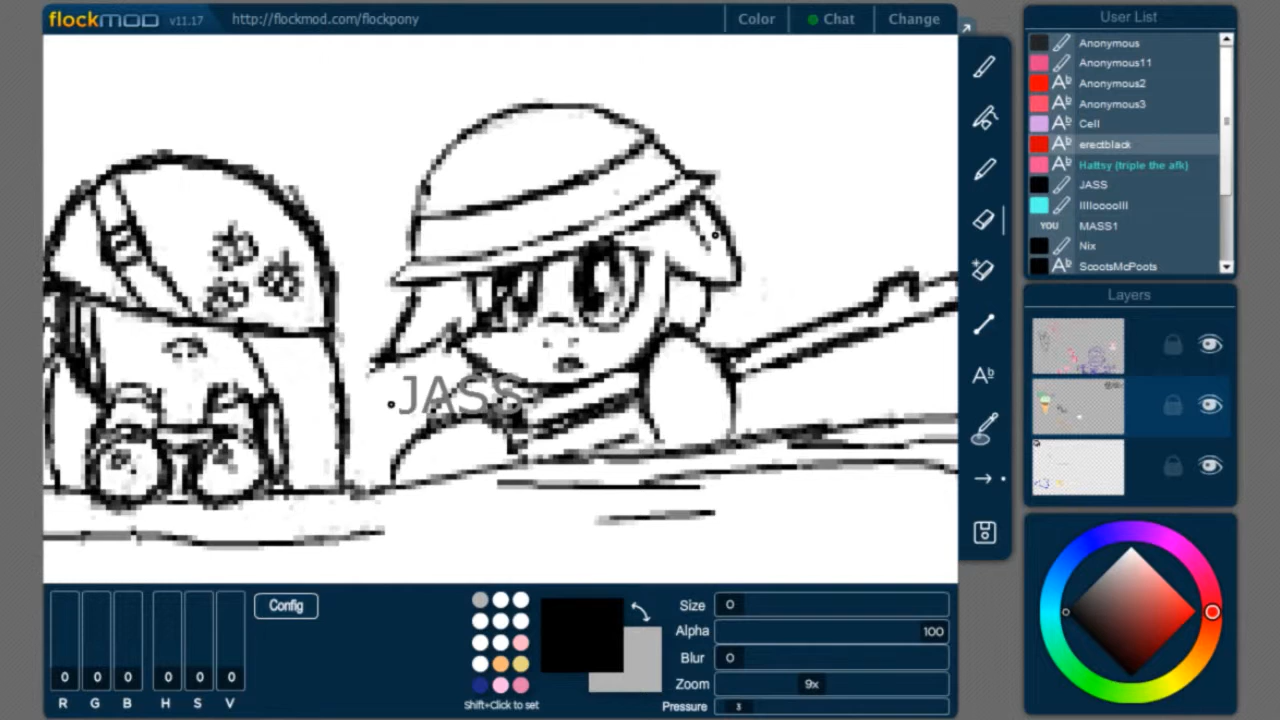 flockmod v11.17 http://flockmod.com/flockpony Color Chat Change
User List
Anonymous
Anonymous11
Anonymous2
Anonymous3
Cell
erectblack
Hattsy (triple the afk)
JASS
YOU MASS1
Nix
ScootsMcPoots
Layers
JASS
Config
Size 0
Alpha 100
Blur 0
Zoom 9x
Pressure 3
0 0 0 0 0 0
R G B H S V
Shift+Click to set